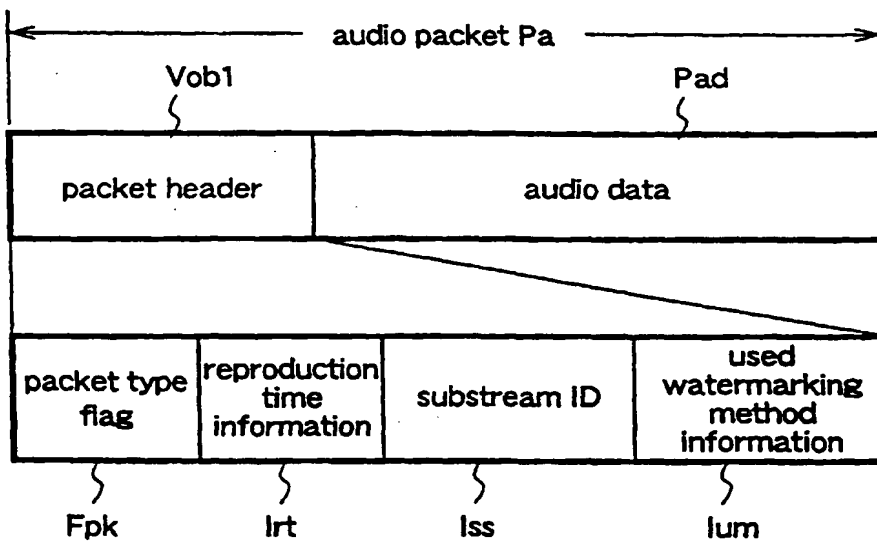 audio packet Pa
Vob1
Pad
packet header
audio data
packet type
flag
reproduction
time
information
substream ID
used
watermarking
method
information
Fpk
Irt
Iss
Ium